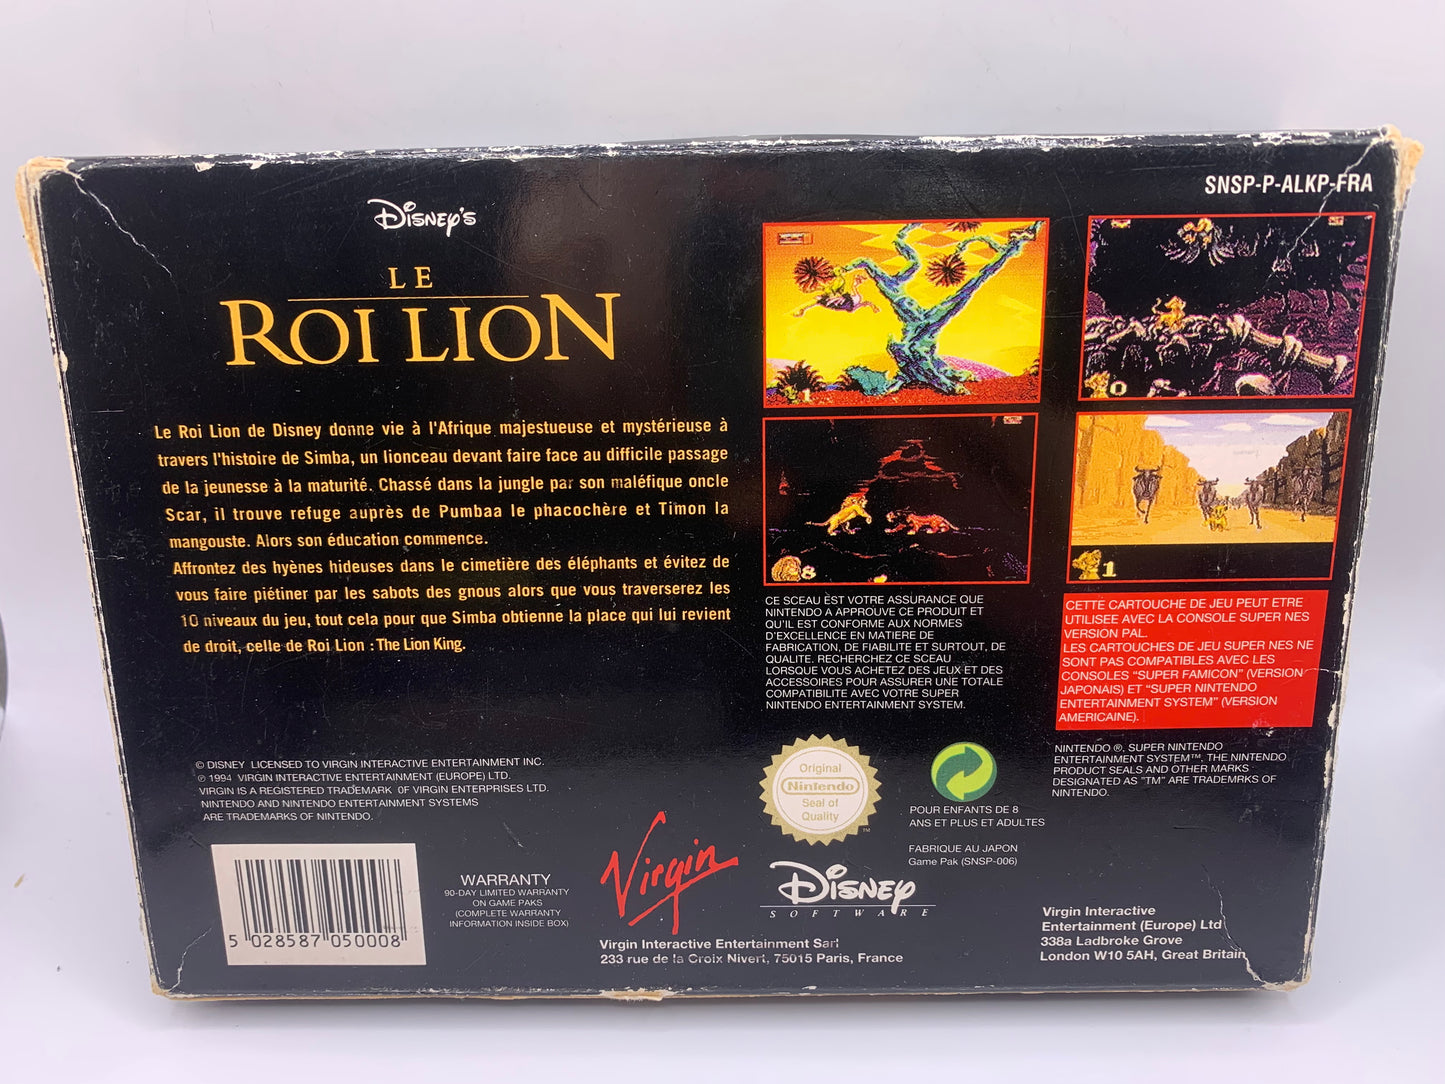 SNSP-P-ALKP-FRA
DISNEY'S
LE
ROI LION
Le Roi Lion de Disney donne vie à l'Afrique majestueuse et mystérieuse à
travers l'histoire de Simba, un lionceau devant faire face au difficile passage
de la jeunesse à la maturité. Chassé dans la jungle par son maléfique oncle
Scar, il trouve refuge auprès de Pumbaa le phacochère et Timon la
mangouste. Alors son éducation commence.
Affrontez des hyènes hideuses dans le cimetière des éléphants et évitez de
vous faire piétiner par les sabots des gnous alors que vous traverserez les
10 niveaux du jeu, tout cela pour que Simba obtienne la place qui lui revient
de droit, celle de Roi Lion : The Lion King.
1
0
8
1
CE SCEAU EST VOTRE ASSURANCE QUE
NINTENDO A APPROUVE CE PRODUIT ET
QU'IL EST CONFORME AUX NORMES
D'EXCELLENCE EN MATIERE DE
FABRICATION, DE FIABILITE ET SURTOUT, DE
QUALITE. RECHERCHEZ CE SCEAU
LORSQUE VOUS ACHETEZ DES JEUX ET DES
ACCESSOIRES POUR ASSURER UNE TOTALE
COMPATIBILITE AVEC VOTRE SUPER
NINTENDO ENTERTAINMENT SYSTEM.
CETTE CARTOUCHE DE JEU PEUT ETRE
UTILISEE AVEC LA CONSOLE SUPER NES
VERSION PAL.
LES CARTOUCHES DE JEU SUPER NES NE
SONT PAS COMPATIBLES AVEC LES
CONSOLES "SUPER FAMICON" (VERSION
JAPONAIS) ET "SUPER NINTENDO
ENTERTAINMENT SYSTEM" (VERSION
AMERICAINE).
NINTENDO ®, SUPER NINTENDO
ENTERTAINMENT SYSTEM™, THE NINTENDO
PRODUCT SEALS AND OTHER MARKS
DESIGNATED AS "TM" ARE TRADEMRKS OF
NINTENDO.
© DISNEY LICENSED TO VIRGIN INTERACTIVE ENTERTAINMENT INC.
℗ 1994 VIRGIN INTERACTIVE ENTERTAINMENT (EUROPE) LTD.
VIRGIN IS A REGISTERED TRADEMARK OF VIRGIN ENTERPRISES LTD.
NINTENDO AND NINTENDO ENTERTAINMENT SYSTEMS
ARE TRADEMARKS OF NINTENDO.
Original
Nintendo
Seal of
Quality
TM
POUR ENFANTS DE 8
ANS ET PLUS ET ADULTES
FABRIQUE AU JAPON
Game Pak (SNSP-006)
5 028587 050008
WARRANTY
90-DAY LIMITED WARRANTY
ON GAME PAKS
(COMPLETE WARRANTY
INFORMATION INSIDE BOX)
Virgin
DISNEY
SOFTWARE
Virgin Interactive Entertainment Sarl
233 rue de la Croix Nivert, 75015 Paris, France
Virgin Interactive
Entertainment (Europe) Ltd
338a Ladbroke Grove
London W10 5AH, Great Britain